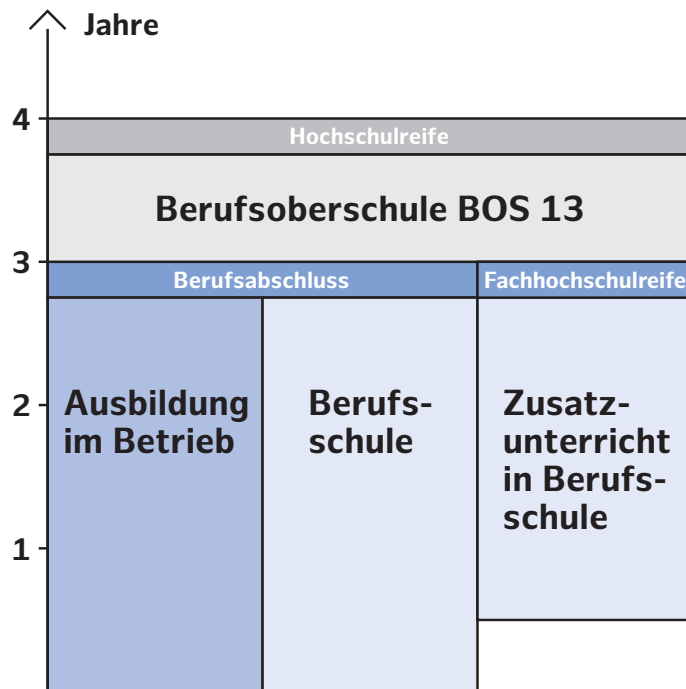 Jahre
4
Hochschulreife
Berufsoberschule BOS 13
3
Berufsabschluss
Fachhochschulreife
2
Ausbildung
im Betrieb
Berufs-
schule
Zusatz-
unterricht
in Berufs-
schule
1